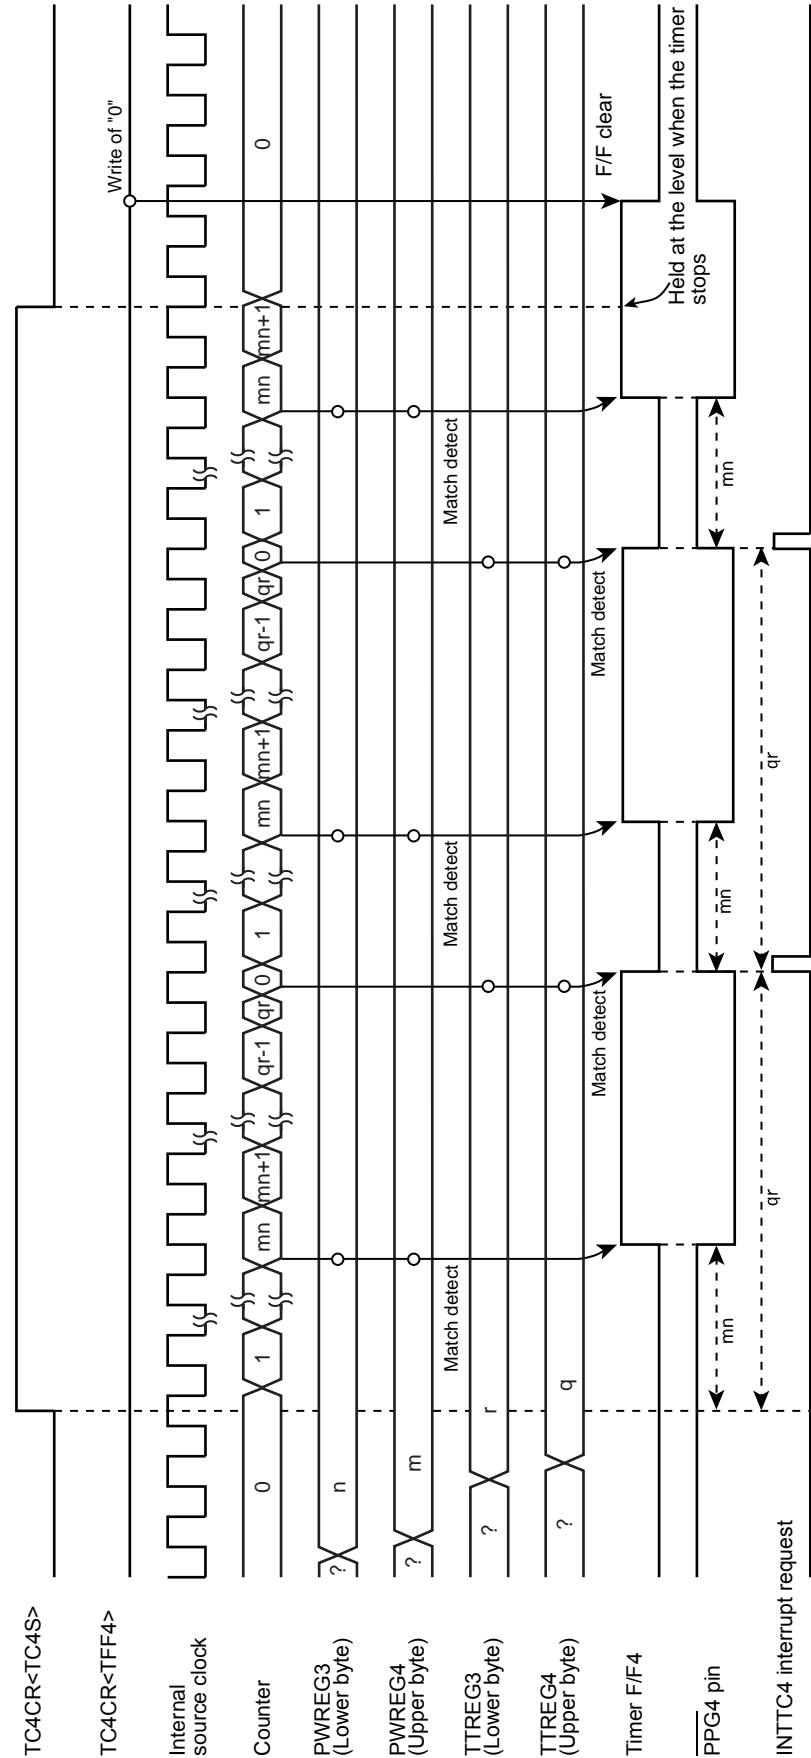 TC4CR<TC4S>
TC4CR<TFF4>
Write of "0"
Internal
source clock
Counter
0
1
mn
mn+1
qr-1
qr
0
1
mn
mn+1
qr-1
qr
0
1
mn
mn+1
0
PWREG3
(Lower byte)
?
n
PWREG4
(Upper byte)
?
m
Match detect
Match detect
Match detect
TTREG3
(Lower byte)
?
r
TTREG4
(Upper byte)
?
q
Match detect
Match detect
F/F clear
Timer F/F4
Held at the level when the timer
stops
PPG4 pin
mn
mn
mn
qr
qr
INTTC4 interrupt request